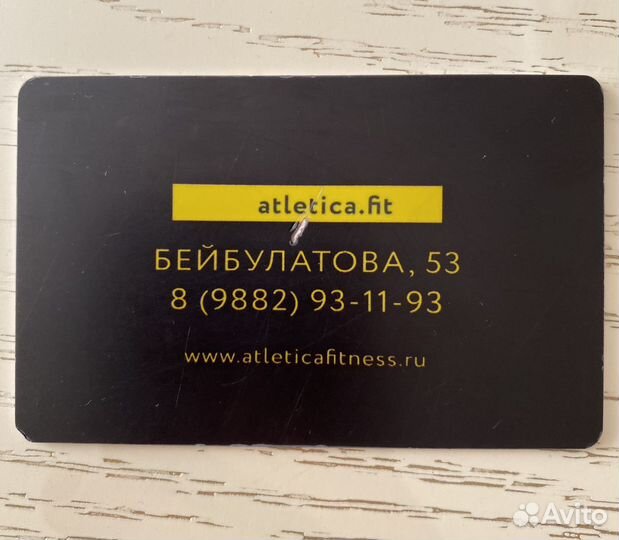 atletica.fit
БЕЙБУЛАТОВА, 53
8 (9882) 93-11-93
www.atleticafitness.ru
Avito